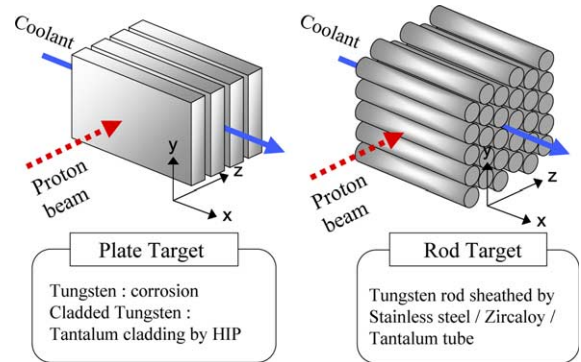 Coolant
Proton
beam
y
z
x
Plate Target
Tungsten : corrosion
Cladded Tungsten :
Tantalum cladding by HIP
Coolant
Proton
beam
y
z
x
Rod Target
Tungsten rod sheathed by
Stainless steel / Zircaloy /
Tantalum tube